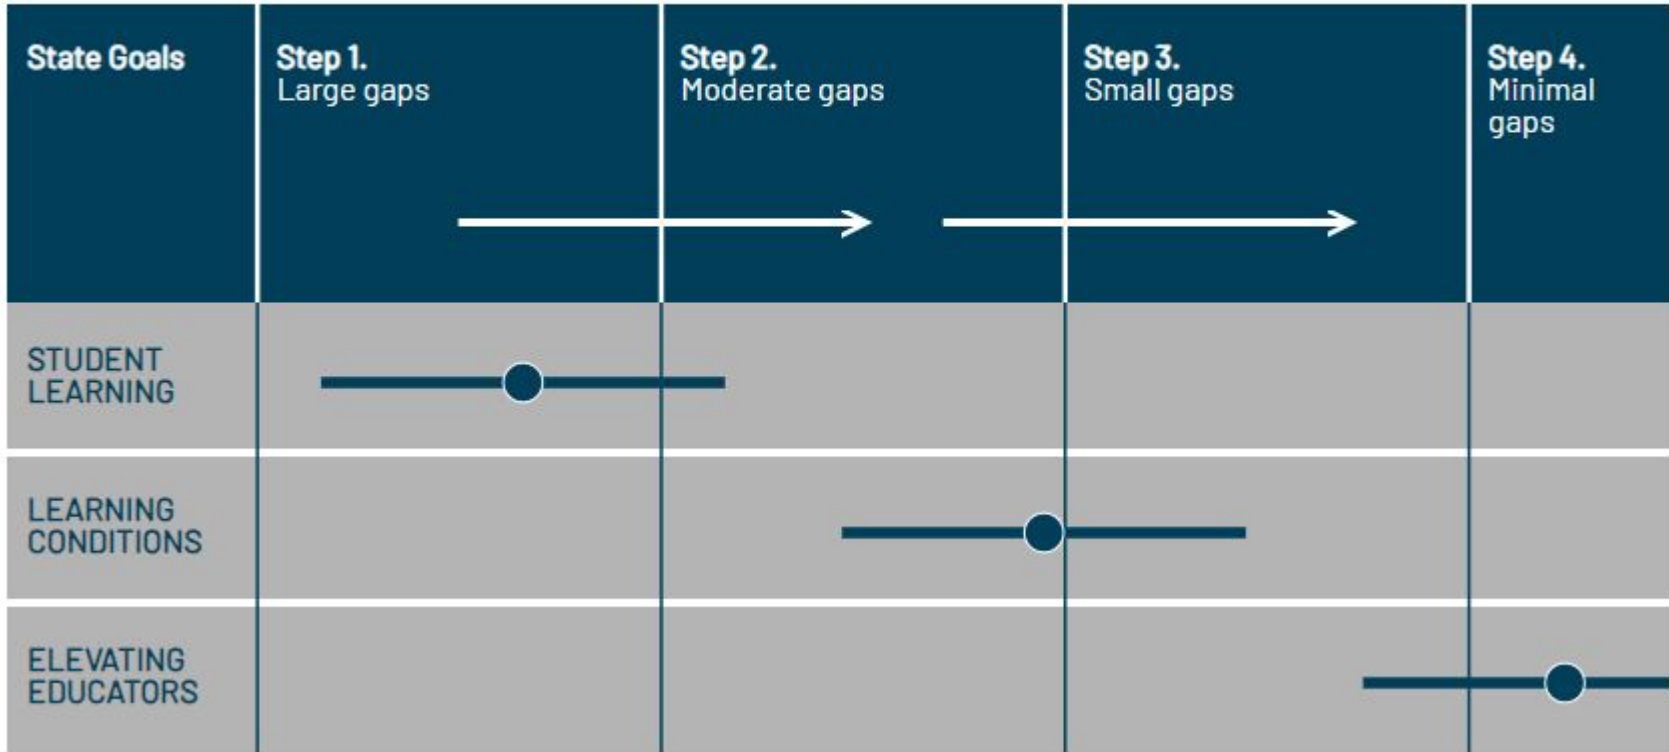 State Goals
Step 1.
Large gaps
Step 2.
Moderate gaps
Step 3.
Small gaps
Step 4.
Minimal
gaps
STUDENT
LEARNING
LEARNING
CONDITIONS
ELEVATING
EDUCATORS